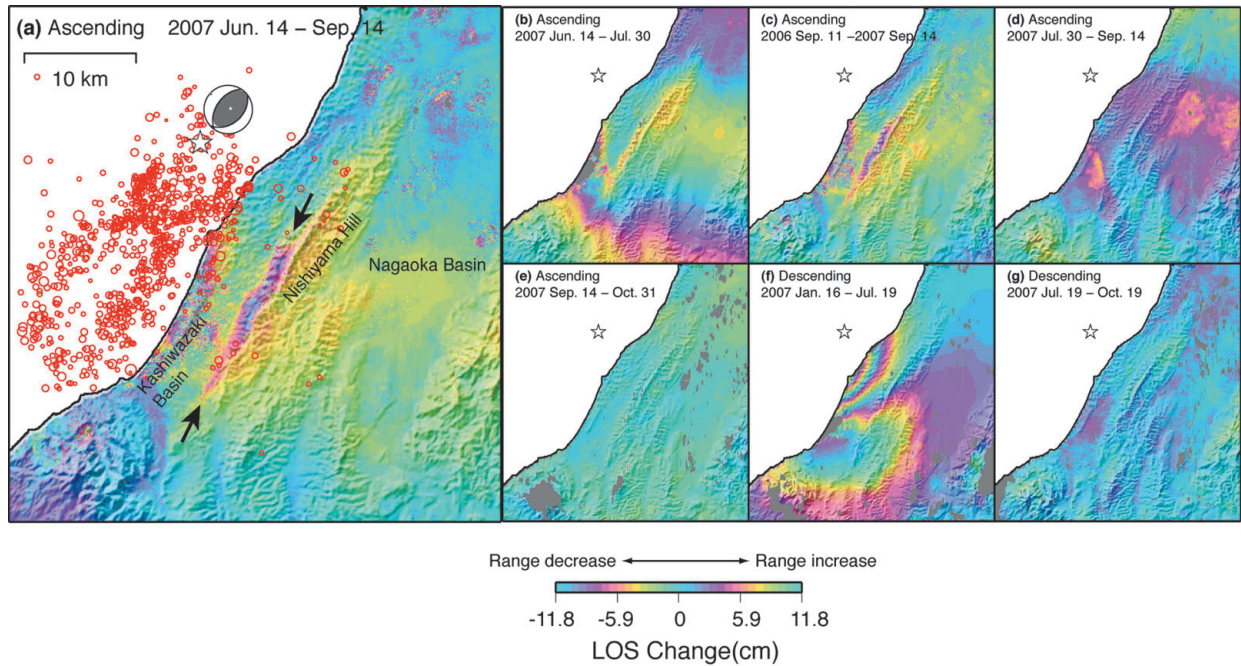 (a) Ascending 2007 Jun. 14 – Sep. 14
10 km
Kashiwazaki
Basin
Nishiyama Hill
Nagaoka Basin
(b) Ascending
2007 Jun. 14 – Jul. 30
(c) Ascending
2006 Sep. 11 –2007 Sep. 14
(d) Ascending
2007 Jul. 30 – Sep. 14
(e) Ascending
2007 Sep. 14 – Oct. 31
(f) Descending
2007 Jan. 16 – Jul. 19
(g) Descending
2007 Jul. 19 – Oct. 19
Range decrease Range increase
-11.8 -5.9 0 5.9 11.8
LOS Change(cm)